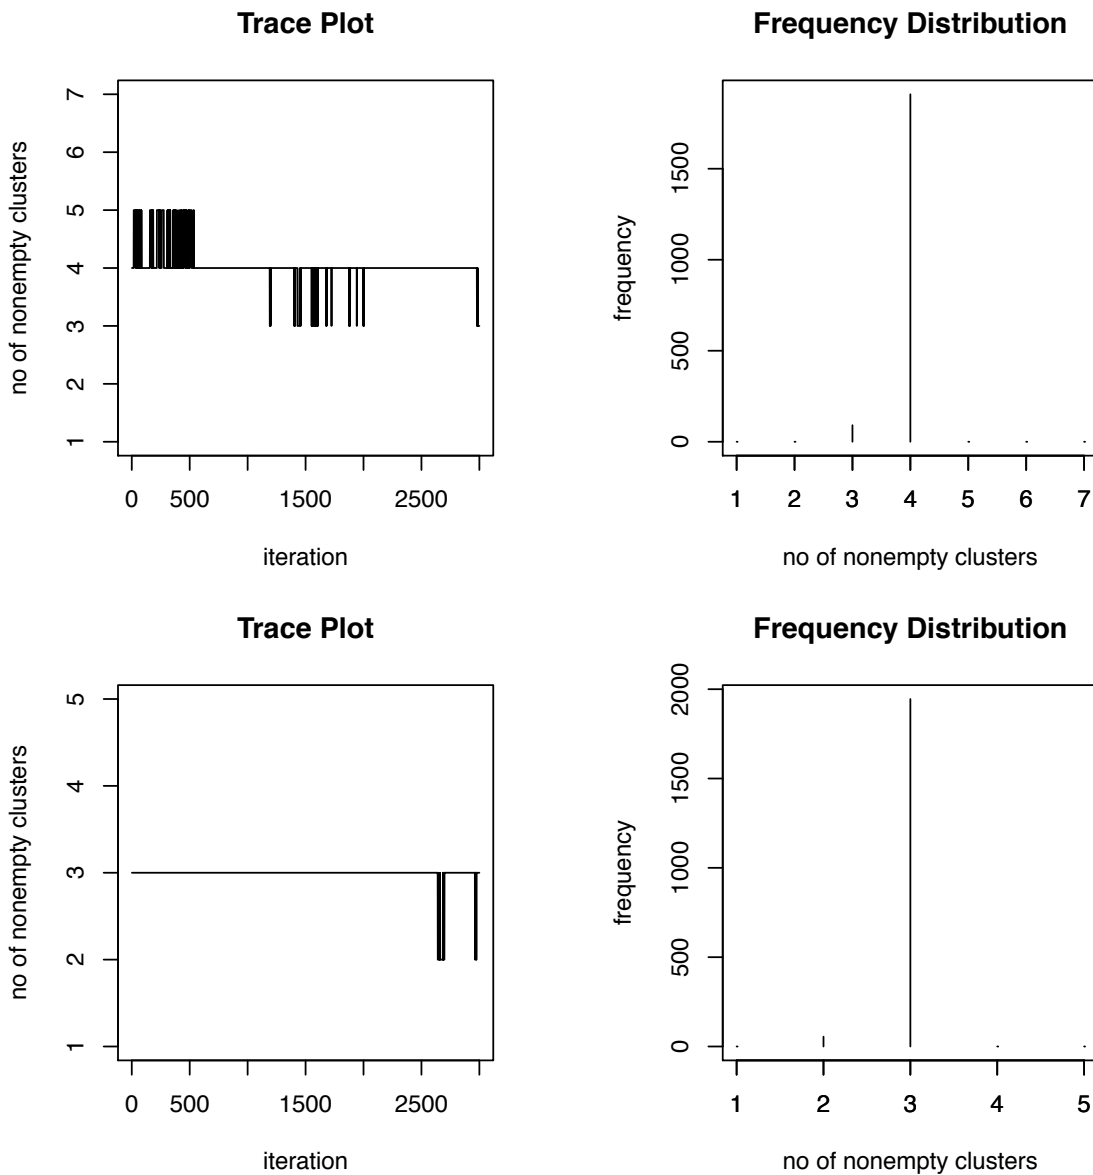 Trace Plot
no of nonempty clusters
7
6
5
4
3
2
1
0 500 1500 2500
iteration
Frequency Distribution
frequency
1500
1000
500
0
1 2 3 4 5 6 7
no of nonempty clusters
Trace Plot
no of nonempty clusters
5
4
3
2
1
0 500 1500 2500
iteration
Frequency Distribution
frequency
2000
1500
1000
500
0
1 2 3 4 5
no of nonempty clusters